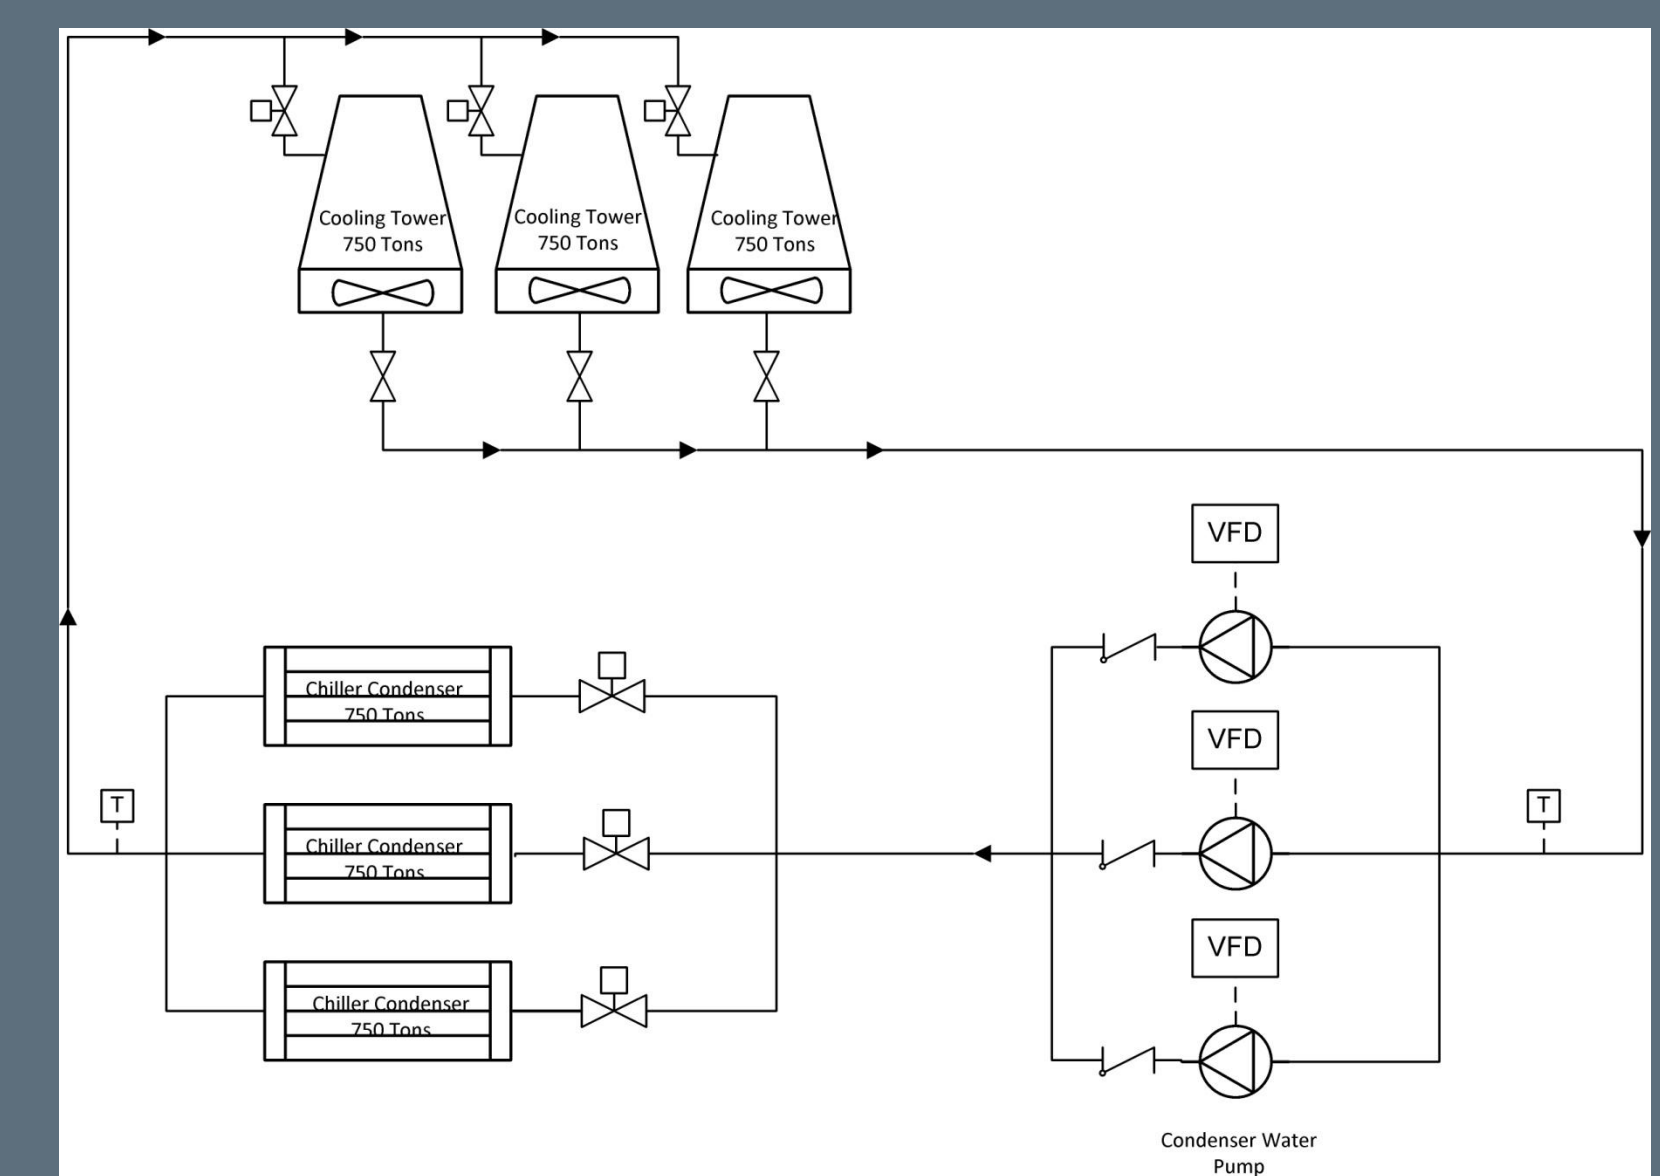 Cooling Tower
750 Tons
Cooling Tower
750 Tons
Cooling Tower
750 Tons
VFD
Chiller Condenser
750 Tons
VFD
T
T
Chiller Condenser
750 Tons
VFD
Chiller Condenser
750 Tons
Condenser Water
Pump